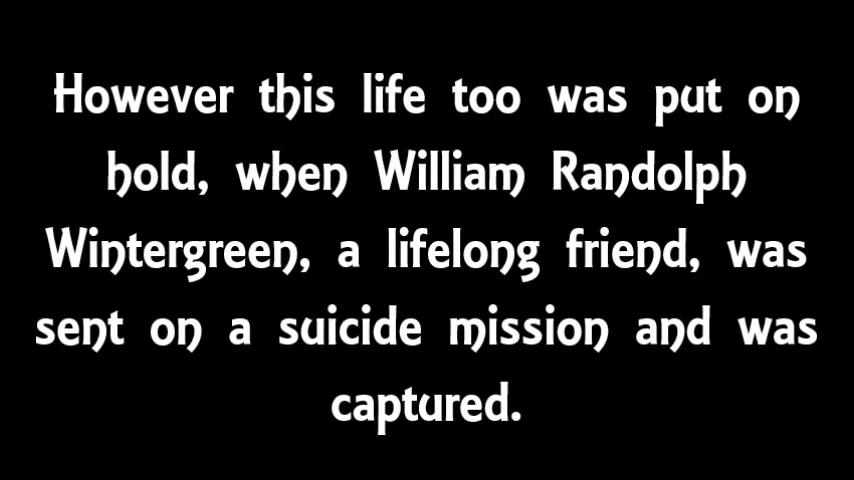 However this life too was put on
hold, when William Randolph
Wintergreen, a lifelong friend, was
sent on a suicide mission and was
captured.